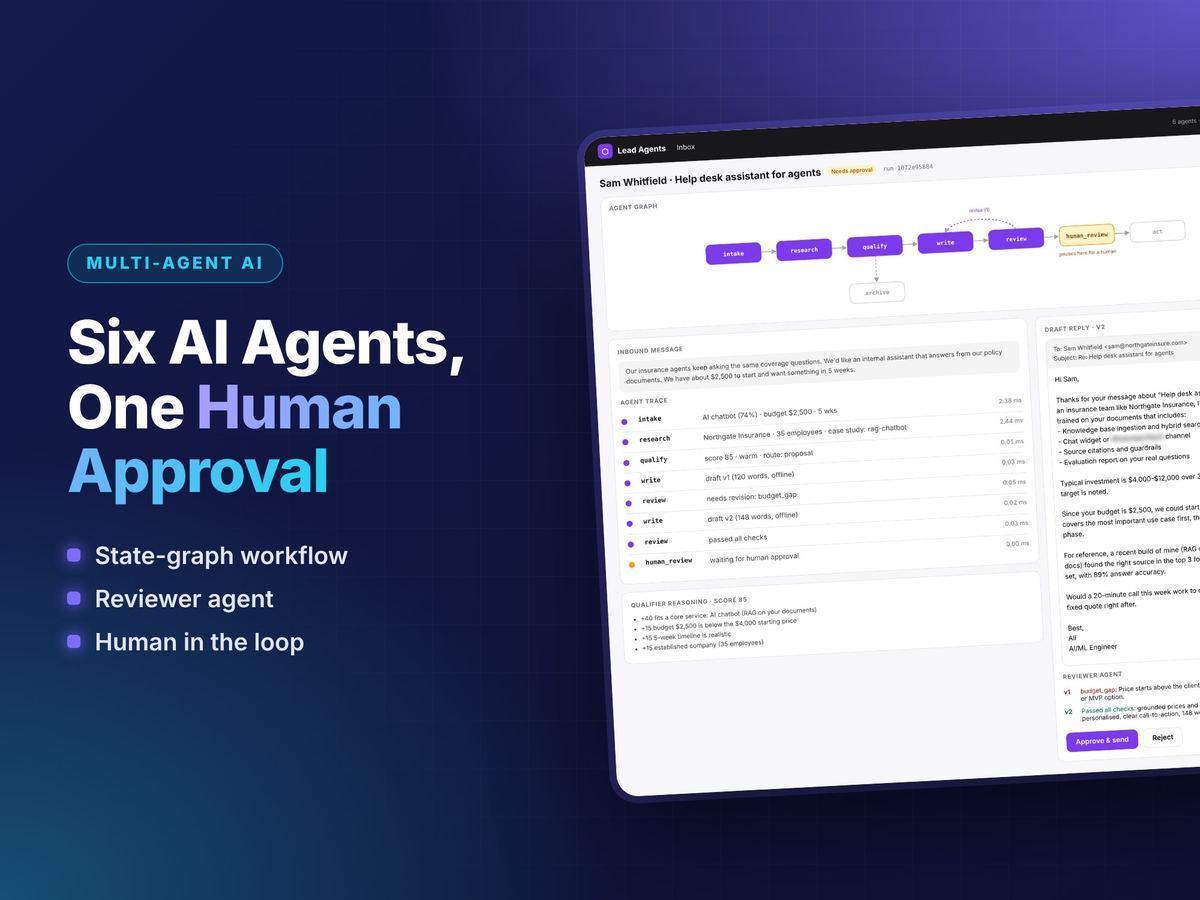 MULTI-AGENT AI
Six AI Agents,
One Human
Approval
State-graph workflow
Reviewer agent
Human in the loop
Lead Agents Inbox
6 agents
Sam Whitfield · Help desk assistant for agents Needs approval run 1072e95884
AGENT GRAPH
revise (1)
intake research qualify write review human_review act
pauses here for a human
archive
INBOUND MESSAGE
Our insurance agents keep asking the same coverage questions. We'd like an internal assistant that answers from our policy
documents. We have about $2,500 to start and want something in 5 weeks.
AGENT TRACE
intake AI chatbot (74%) · budget $2,500 · 5 wks 2.38 ms
research Northgate Insurance · 35 employees · case study: rag-chatbot 2.44 ms
qualify score 85 · warm · route: proposal 0.01 ms
write draft v1 (120 words, offline) 0.03 ms
review needs revision: budget_gap 0.05 ms
write draft v2 (148 words, offline) 0.02 ms
review passed all checks 0.03 ms
human_review waiting for human approval 0.00 ms
QUALIFIER REASONING · SCORE 85
+40 fits a core service: AI chatbot (RAG on your documents)
+15 budget $2,500 is below the $4,000 starting price
+15 5-week timeline is realistic
+15 established company (35 employees)
DRAFT REPLY · V2
To: Sam Whitfield <sam@northgateinsure.com>
Subject: Re: Help desk assistant for agents
Hi Sam,
Thanks for your message about "Help desk as
an insurance team like Northgate Insurance, I
trained on your documents that includes:
- Knowledge base ingestion and hybrid searc
- Chat widget or channel
- Source citations and guardrails
- Evaluation report on your real questions
Typical investment is $4,000-$12,000 over 3
target is noted.
Since your budget is $2,500, we could start
covers the most important use case first, the
phase.
For reference, a recent build of mine (RAG o
docs) found the right source in the top 3 fo
set, with 89% answer accuracy.
Would a 20-minute call this week work to
fixed quote right after.
Best,
Ali
AI/ML Engineer
REVIEWER AGENT
v1 budget_gap: Price starts above the client
or MVP option.
v2 Passed all checks: grounded prices and
personalised, clear call-to-action, 148 w
Approve & send Reject